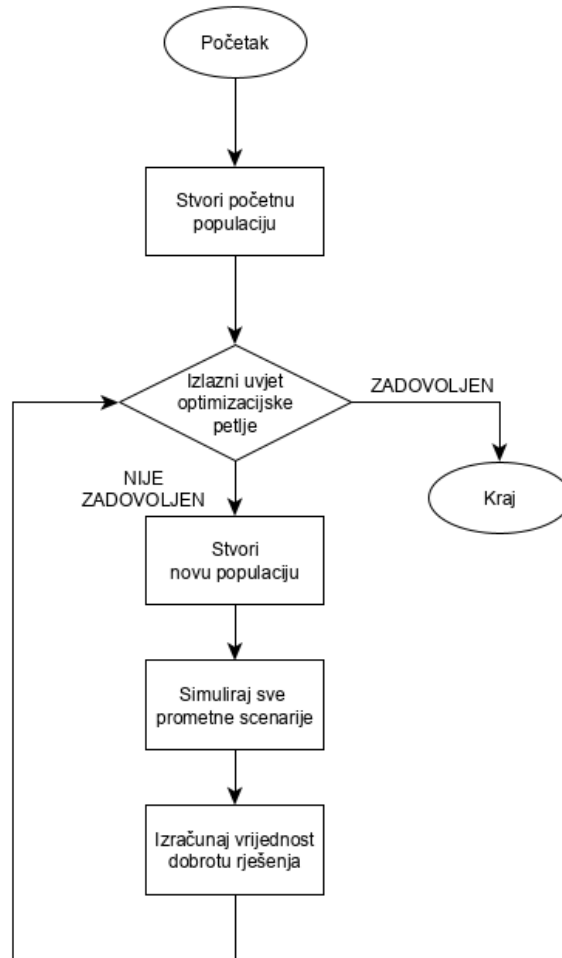 Početak
Stvori početnu
populaciju
Izlazni uvjet
optimizacijske
petlje
ZADOVOLJEN
NIJE
ZADOVOLJEN
Kraj
Stvori
novu populaciju
Simuliraj sve
prometne scenarije
Izračunaj vrijednost
dobrotu rješenja